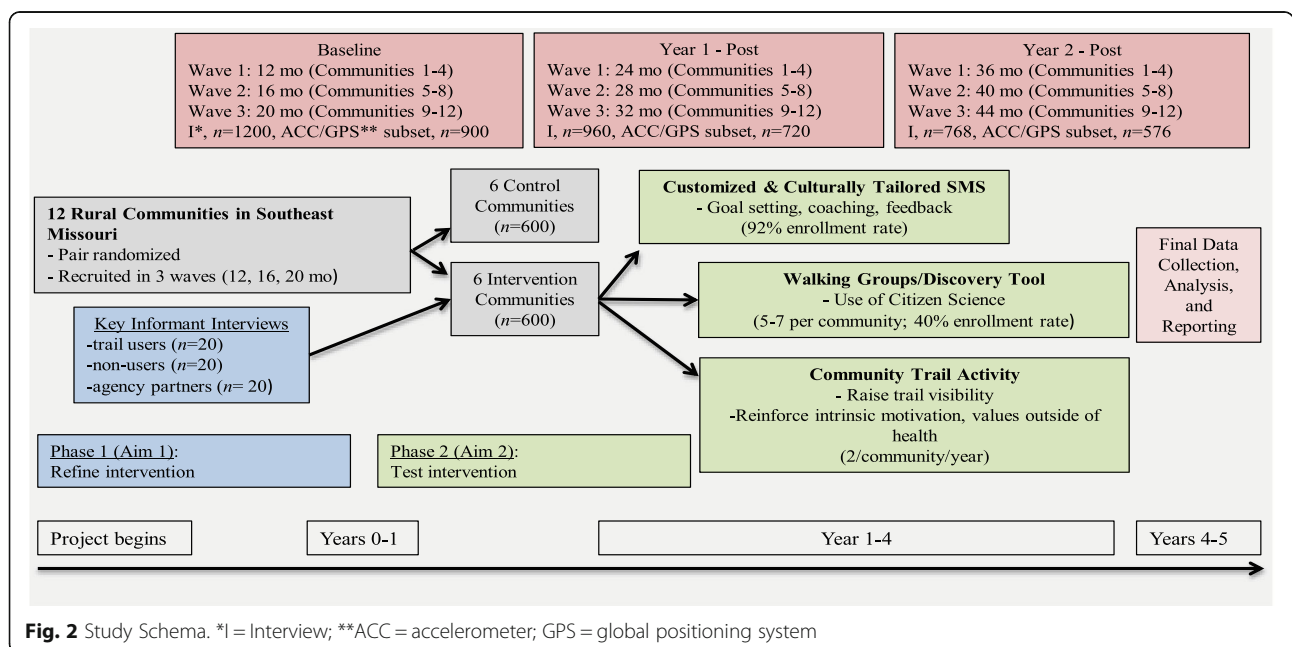 Baseline
Wave 1: 12 mo (Communities 1-4)
Wave 2: 16 mo (Communities 5-8)
Wave 3: 20 mo (Communities 9-12)
I*, n=1200, ACC/GPS** subset, n=900
Year 1 - Post
Wave 1: 24 mo (Communities 1-4)
Wave 2: 28 mo (Communities 5-8)
Wave 3: 32 mo (Communities 9-12)
I, n=960, ACC/GPS subset, n=720
Year 2 - Post
Wave 1: 36 mo (Communities 1-4)
Wave 2: 40 mo (Communities 5-8)
Wave 3: 44 mo (Communities 9-12)
I, n=768, ACC/GPS subset, n=576
12 Rural Communities in Southeast
Missouri
- Pair randomized
- Recruited in 3 waves (12, 16, 20 mo)
Key Informant Interviews
-trail users (n=20)
-non-users (n=20)
-agency partners (n= 20)
6 Control
Communities
(n=600)
6 Intervention
Communities
(n=600)
Customized & Culturally Tailored SMS
- Goal setting, coaching, feedback
(92% enrollment rate)
Walking Groups/Discovery Tool
- Use of Citizen Science
(5-7 per community; 40% enrollment rate)
Community Trail Activity
- Raise trail visibility
-Reinforce intrinsic motivation, values outside of
health
(2/community/year)
Final Data
Collection,
Analysis,
and
Reporting
Phase 1 (Aim 1):
Refine intervention
Phase 2 (Aim 2):
Test intervention
Project begins
Years 0-1
Year 1-4
Years 4-5
Fig. 2 Study Schema. *I = Interview; **ACC = accelerometer; GPS = global positioning system